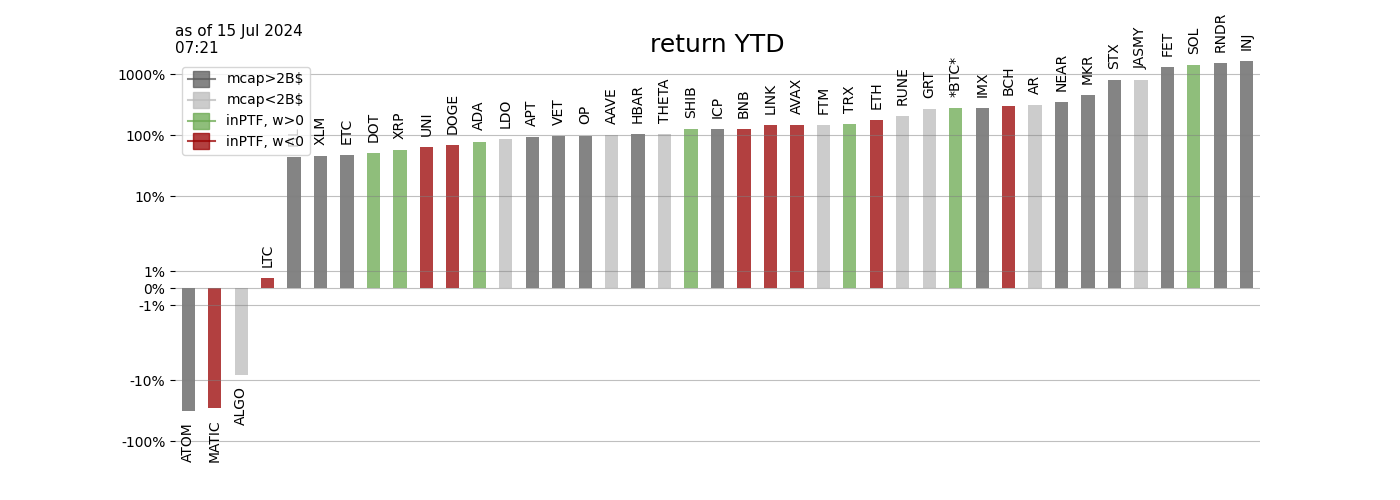 as of 15 Jul 2024
07:21
return YTD
mcap>2B$
mcap<2B$
inPTF, w>0
inPTF, w<0
1000%
100%
10%
1%
0%
-1%
-10%
-100%
ATOM
MATIC
ALGO
LTC
XLM
ETC
DOT
XRP
UNI
DOGE
ADA
LDO
APT
VET
OP
AAVE
HBAR
THETA
SHIB
ICP
BNB
LINK
AVAX
FTM
TRX
ETH
RUNE
GRT
*BTC*
IMX
BCH
AR
NEAR
MKR
STX
JASMY
FET
SOL
RNDR
INJ